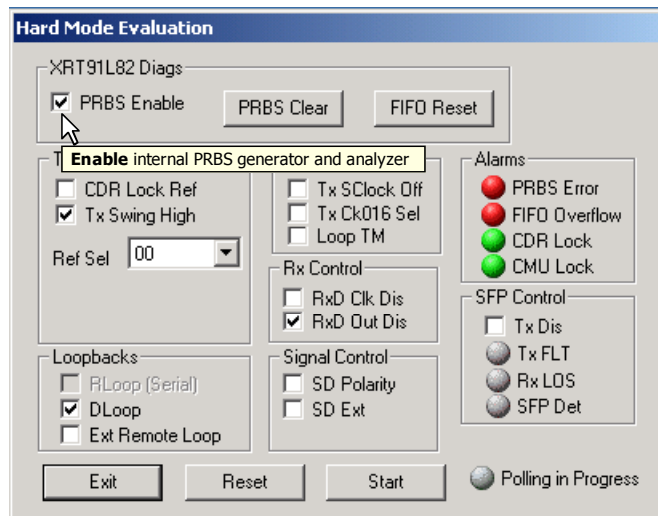 Hard Mode Evaluation
XRT91L82 Diags
PRBS Enable
PRBS Clear
FIFO Reset
Enable internal PRBS generator and analyzer
CDR Lock Ref
Tx Swing High
Ref Sel 00
Tx SClock Off
Tx Ck016 Sel
Loop TM
Rx Control
RxD Clk Dis
RxD Out Dis
Alarms
PRBS Error
FIFO Overflow
CDR Lock
CMU Lock
SFP Control
Tx Dis
Tx FLT
Rx LOS
SFP Det
Loopbacks
RLoop (Serial)
DLoop
Ext Remote Loop
Signal Control
SD Polarity
SD Ext
Exit
Reset
Start
Polling in Progress